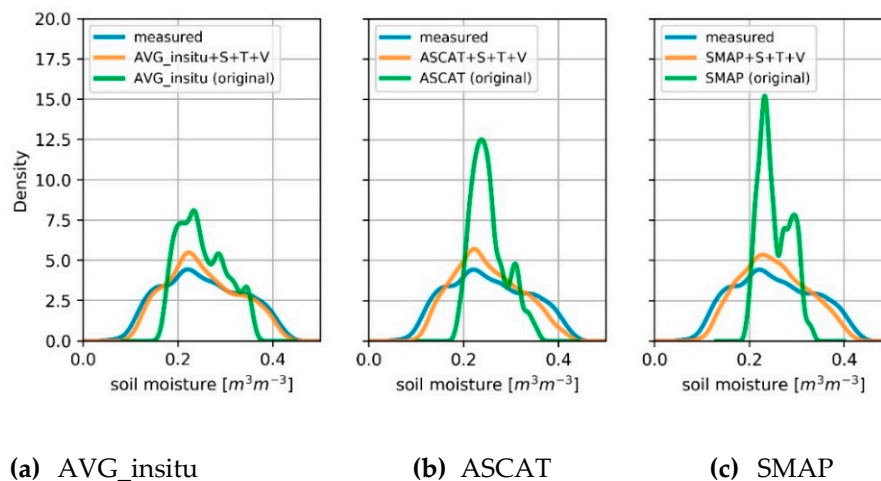 20.0
17.5
15.0
12.5
10.0
7.5
5.0
2.5
0.0
Density
measured
AVG_insitu+S+T+V
AVG_insitu (original)
0.0 0.2 0.4
soil moisture [m³m⁻³]
measured
ASCAT+S+T+V
ASCAT (original)
0.0 0.2 0.4
soil moisture [m³m⁻³]
measured
SMAP+S+T+V
SMAP (original)
0.0 0.2 0.4
soil moisture [m³m⁻³]
(a) AVG_insitu
(b) ASCAT
(c) SMAP